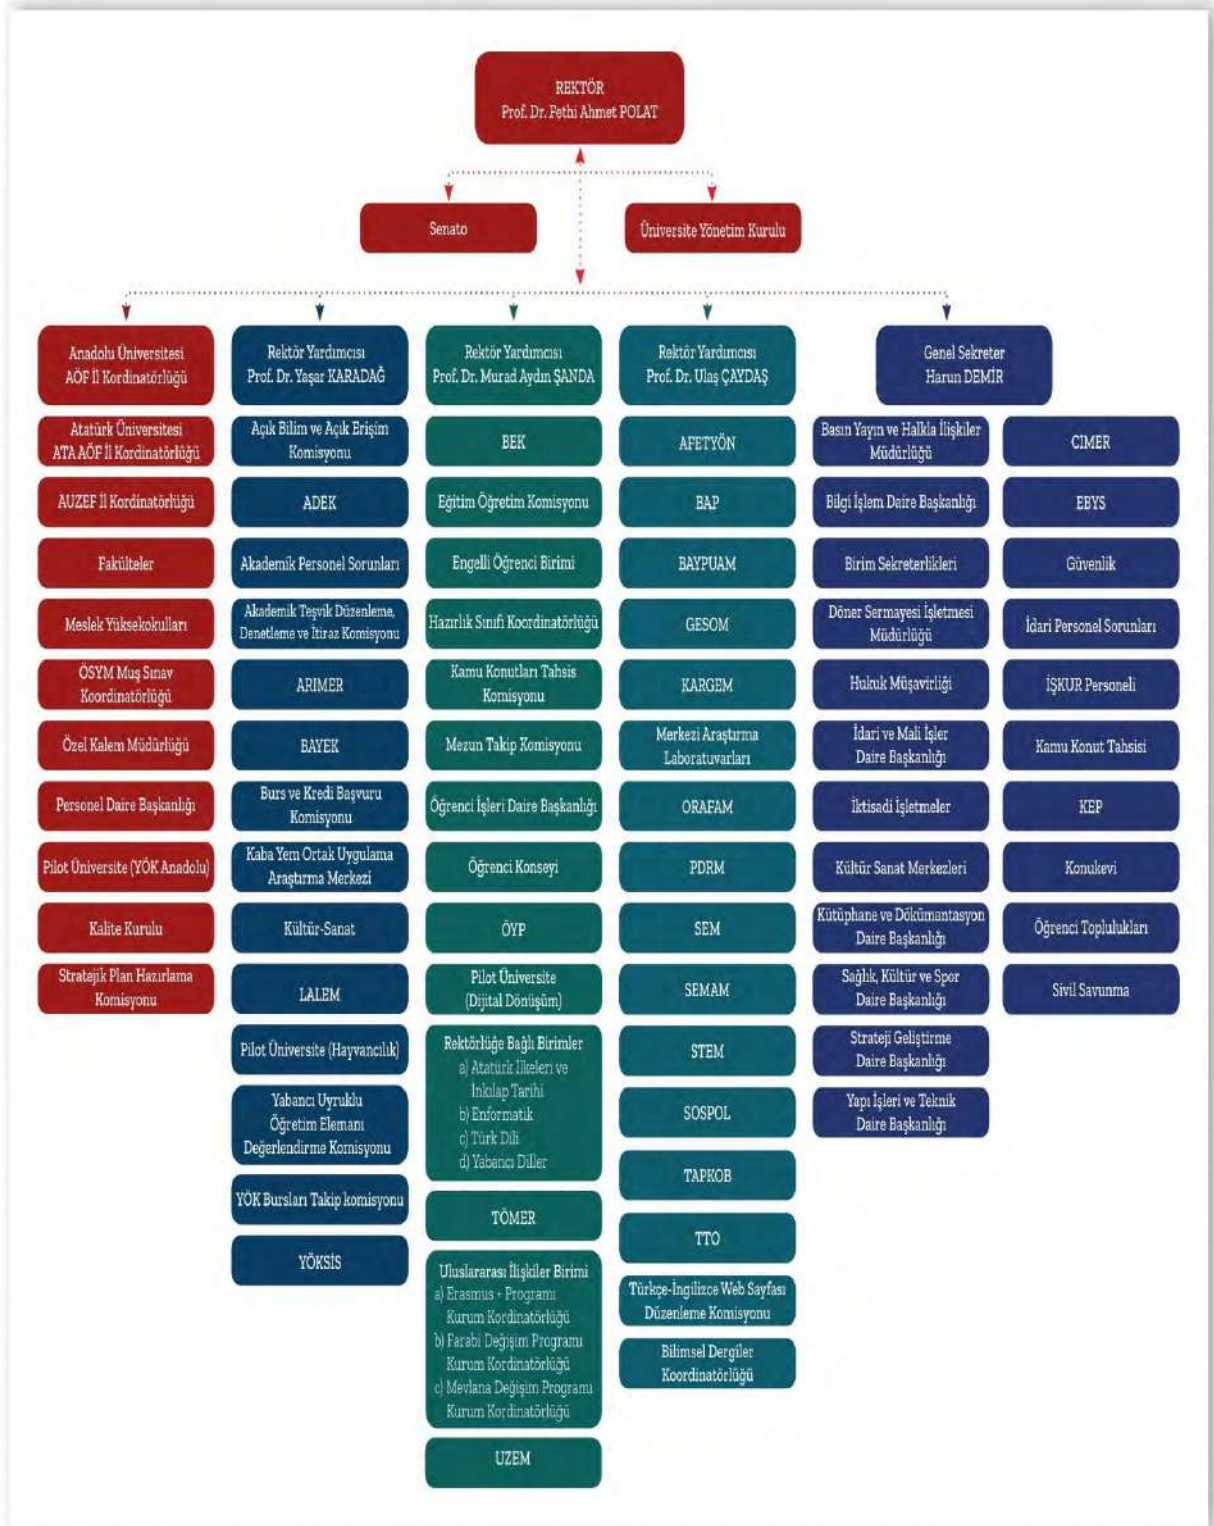 REKTÖR
Prof. Dr. Fethi Ahmet POLAT
Senato
Üniversite Yönetim Kurulu
Anadolu Üniversitesi
AÖF İl Kordinatörlüğü
Atatürk Üniversitesi
ATA AÖF İl Kordinatörlüğü
AUZEF İl Kordinatörlüğü
Fakülteler
Meslek Yüksekokulları
ÖSYM Muş Sınav
Koordinatörlüğü
Özel Kalem Müdürlüğü
Personel Daire Başkanlığı
Pilot Üniversite (YÖK Anadolu)
Kalite Kurulu
Stratejik Plan Hazırlama
Komisyonu
Rektör Yardımcısı
Prof. Dr. Yaşar KARADAĞ
Açık Bilim ve Açık Erişim
Komisyonu
ADEK
Akademik Personel Sorunları
Akademik Teşvik Düzenleme,
Denetleme ve İtiraz Komisyonu
ARIMER
BAYEK
Burs ve Kredi Başvuru
Komisyonu
Kaba Yem Ortak Uygulama
Araştırma Merkezi
Kültür-Sanat
LALEM
Pilot Üniversite (Hayvancılık)
Yabancı Uyruklu
Öğretim Elemanı
Değerlendirme Komisyonu
YÖK Bursları Takip komisyonu
YÖKSİS
Rektör Yardımcısı
Prof. Dr. Murad Aydın ŞANDA
BEK
Eğitim Öğretim Komisyonu
Engelli Öğrenci Birimi
Hazırlık Sınıfı Koordinatörlüğü
Kamu Konutları Tahsis
Komisyonu
Mezun Takip Komisyonu
Öğrenci İşleri Daire Başkanlığı
Öğrenci Konseyi
ÖYP
Pilot Üniversite
(Dijital Dönüşüm)
Rektörlüğe Bağlı Birimler
a) Atatürk İlkeleri ve
İnkılap Tarihi
b) Enformatik
c) Türk Dili
d) Yabancı Diller
TÖMER
Uluslararası İlişkiler Birimi
a) Erasmus + Programı
Kurum Kordinatörlüğü
b) Farabi Değişim Programı
Kurum Kordinatörlüğü
c) Mevlana Değişim Programı
Kurum Kordinatörlüğü
UZEM
Rektör Yardımcısı
Prof. Dr. Ulaş ÇAYDAŞ
AFETYÖN
BAP
BAYPUAM
GESOM
KARGEM
Merkezi Araştırma
Laboratuvarları
ORAFAM
PDRM
SEM
SEMAM
STEM
SOSPOL
TAPKOB
TTO
Türkçe-İngilizce Web Sayfası
Düzenleme Komisyonu
Bilimsel Dergiler
Koordinatörlüğü
Genel Sekreter
Harun DEMİR
Basın Yayın ve Halkla İlişkiler
Müdürlüğü
Bilgi İşlem Daire Başkanlığı
Birim Sekreterlikleri
Döner Sermayesi İşletmesi
Müdürlüğü
Hukuk Müşavirliği
İdari ve Mali İşler
Daire Başkanlığı
İktisadi İşletmeler
Kültür Sanat Merkezleri
Kütüphane ve Dökümantasyon
Daire Başkanlığı
Sağlık, Kültür ve Spor
Daire Başkanlığı
Strateji Geliştirme
Daire Başkanlığı
Yapı İşleri ve Teknik
Daire Başkanlığı
CIMER
EBYS
Güvenlik
İdari Personel Sorunları
İŞKUR Personeli
Kamu Konut Tahsisi
KEP
Konukevi
Öğrenci Toplulukları
Sivil Savunma